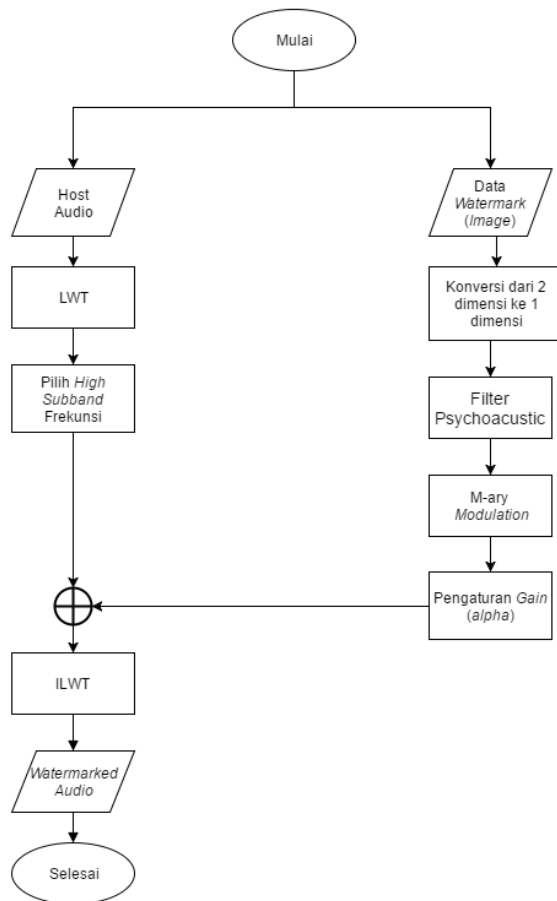 Mulai
Host
Audio
LWT
Pilih High
Subband
Frekunsi
Data
Watermark
(Image)
Konversi dari 2
dimensi ke 1
dimensi
Filter
Psychoacustic
M-ary
Modulation
Pengaturan Gain
(alpha)
ILWT
Watermarked
Audio
Selesai